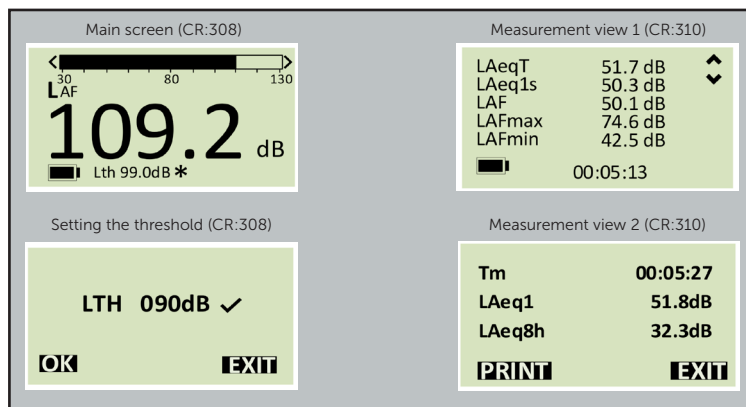 Main screen (CR:308)
30 80 130
LAF
109.2 dB
Lth 99.0dB *
Measurement view 1 (CR:310)
LAeqT 51.7 dB
LAeq1s 50.3 dB
LAF 50.1 dB
LAFmax 74.6 dB
LAFmin 42.5 dB
00:05:13
Setting the threshold (CR:308)
LTH 090dB ✓
OK EXIT
Measurement view 2 (CR:310)
Tm 00:05:27
LAeq1 51.8dB
LAeq8h 32.3dB
PRINT EXIT